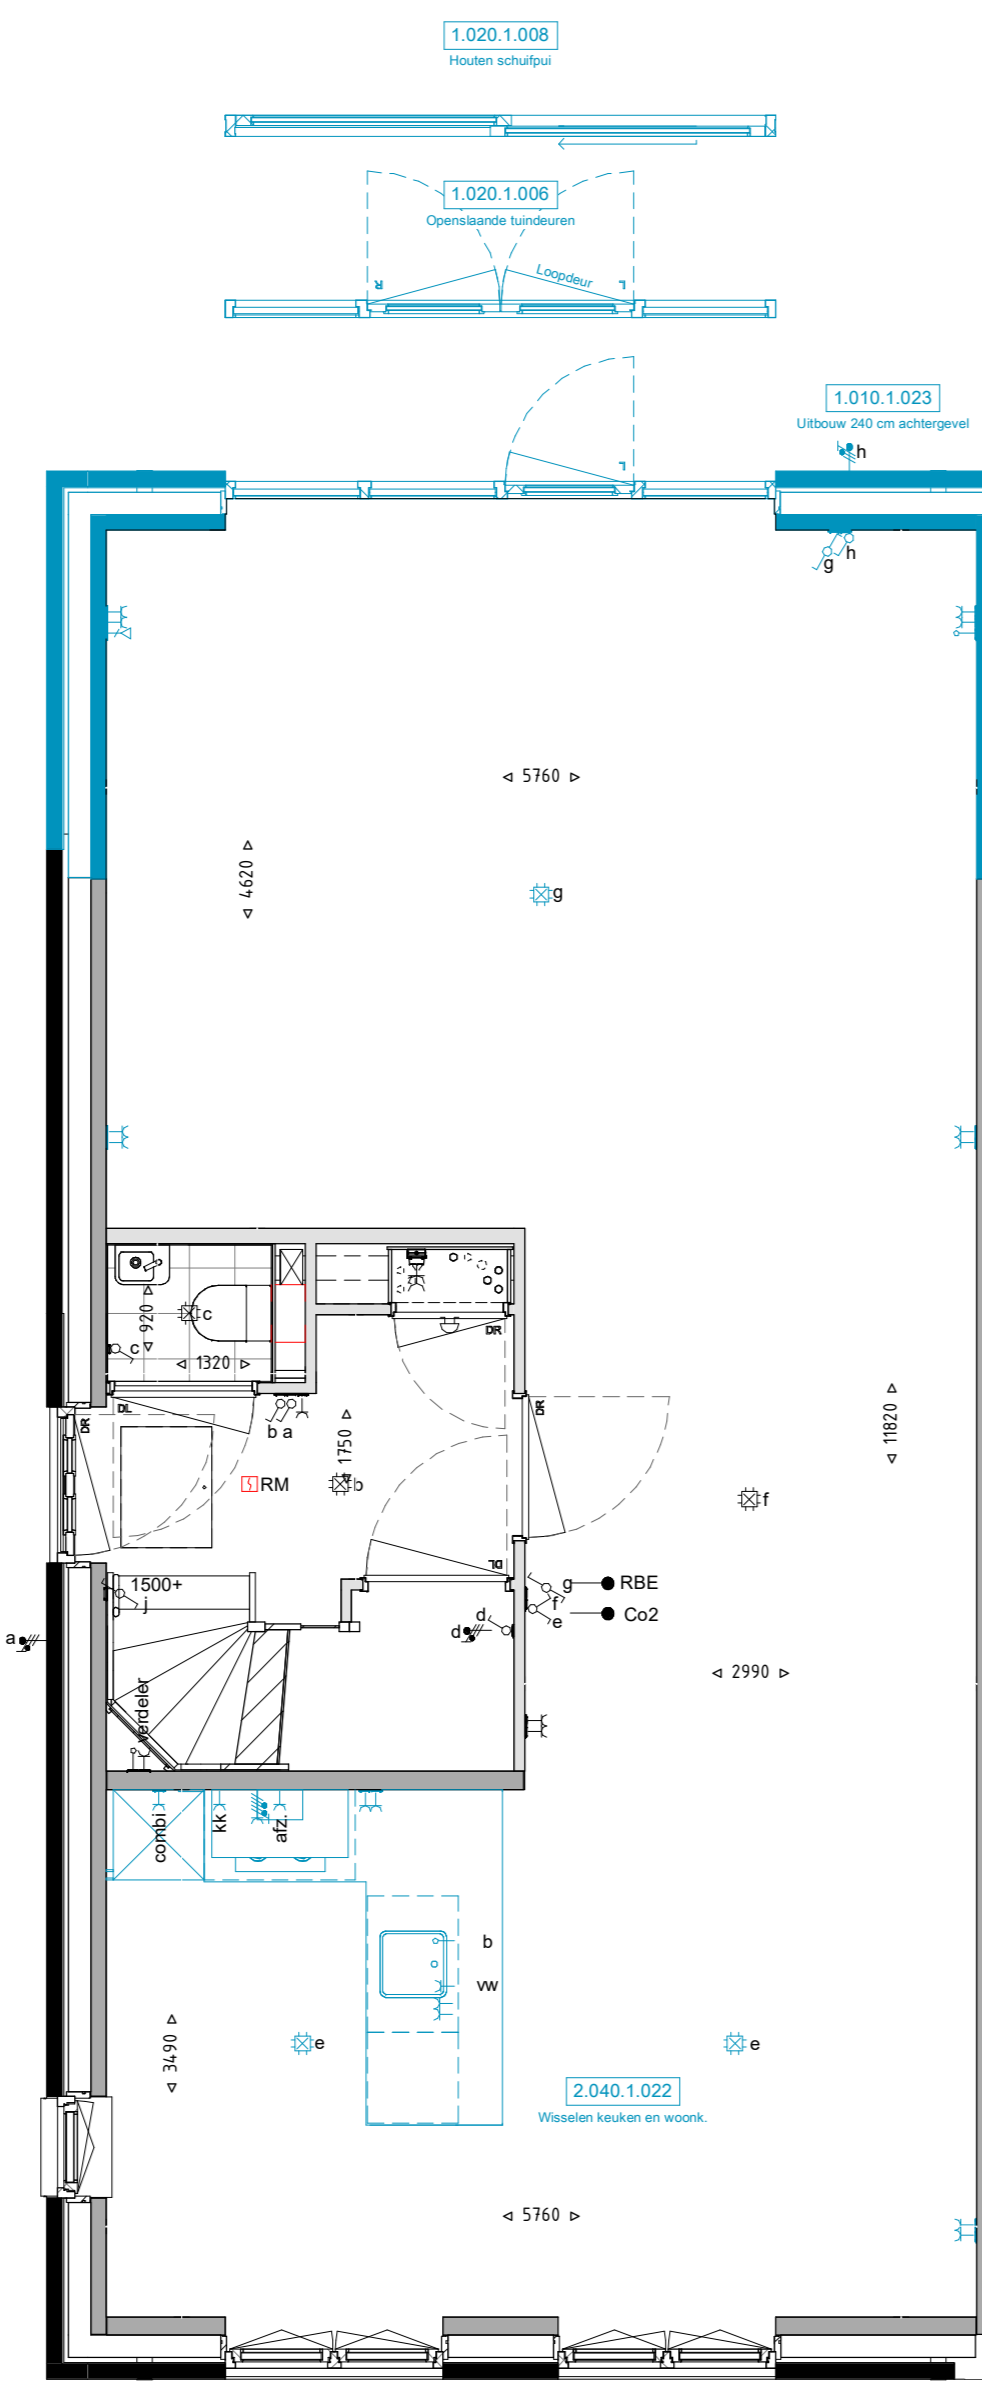 1.020.1.008
Houten schuifpui
1.020.1.006
Openslaande tuindeuren
Loopdeur
R
L
1.010.1.023
Uitbouw 240 cm achtergevel
L
h
g
h
5760
4620
g
920
c
c
1320
DR
DL
DR
DR
b a
1750
11820
RM
b
f
DL
1500+
j
g
RBE
f
Co2
e
a
d
d
2990
verdeler
combi
kk
afz.
b
vw
3490
e
e
2.040.1.022
Wisselen keuken en woonk.
5760